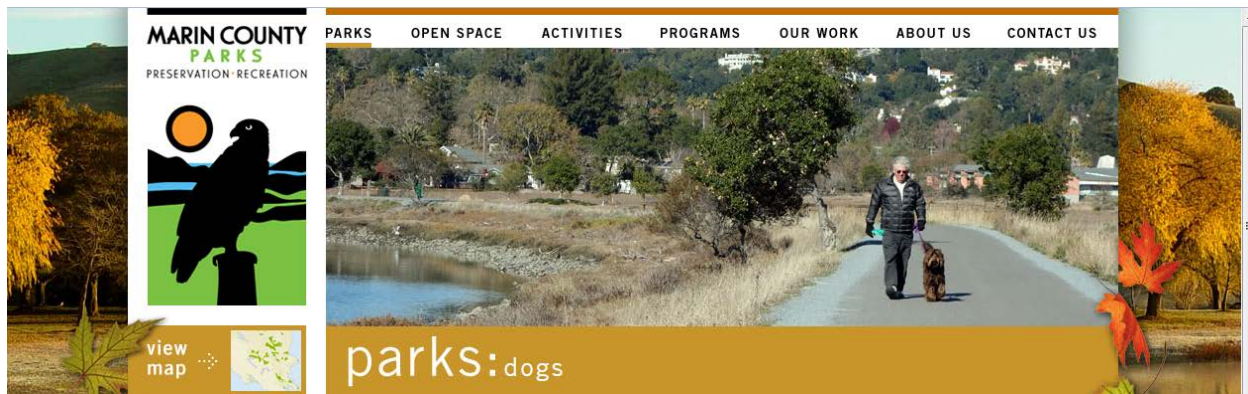 MARIN COUNTY
PARKS
PRESERVATION·RECREATION
PARKS OPEN SPACE ACTIVITIES PROGRAMS OUR WORK ABOUT US CONTACT US
view
map
parks:dogs